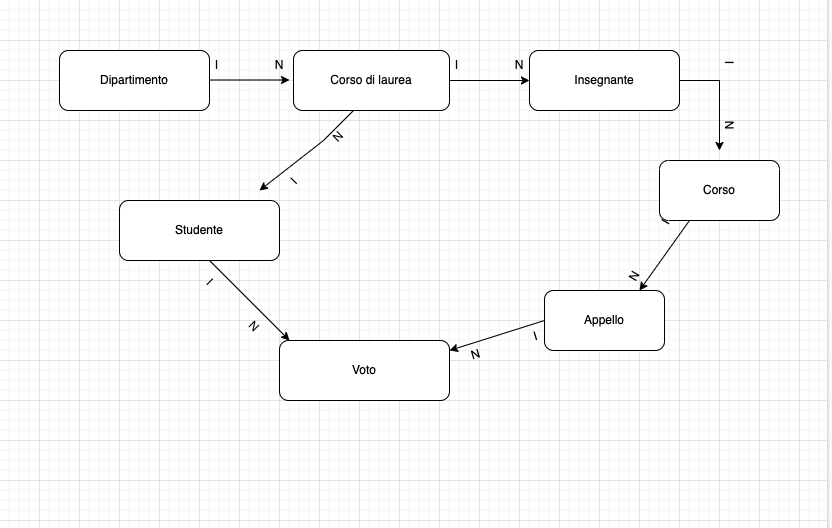 I N I N I
Dipartimento Corso di laurea Insegnante
N N
I
Corso
Studente
N
I
Appello
N I
N
Voto